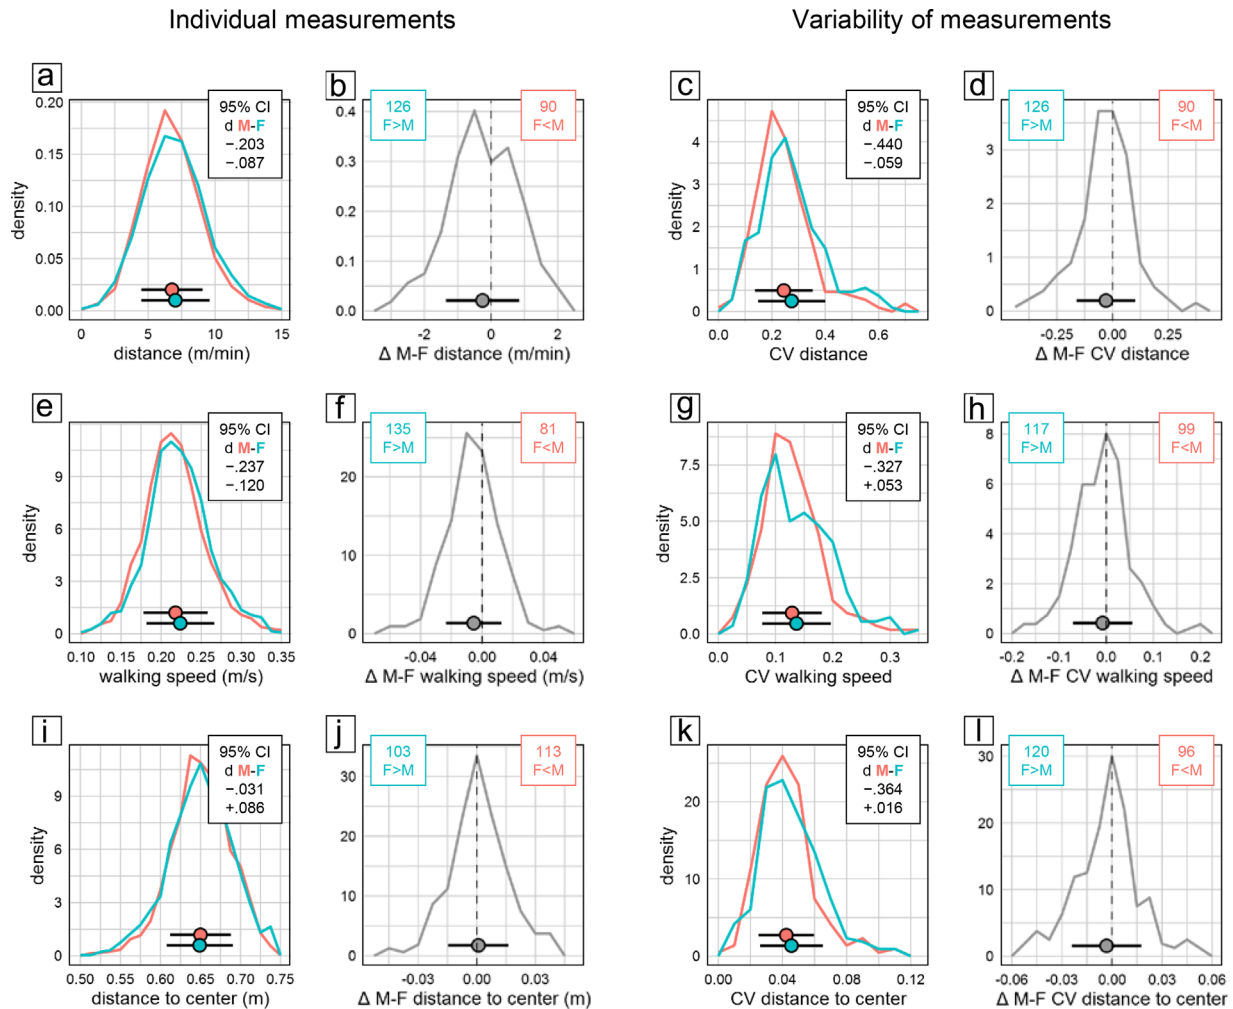 Individual measurements
Variability of measurements
a
0.20
0.15
0.10
0.05
0.00
density
95% CI
d M-F
−.203
−.087
0
5
10
15
distance (m/min)
b
126
F>M
90
F<M
0.4
0.3
0.2
0.1
0.0
-2
0
2
Δ M-F distance (m/min)
c
4
3
2
1
0
density
95% CI
d M-F
−.440
−.059
0.0
0.2
0.4
0.6
CV distance
d
126
F>M
90
F<M
3
2
1
0
-0.25
0.00
0.25
Δ M-F CV distance
e
9
6
3
0
density
95% CI
d M-F
−.237
−.120
0.10
0.15
0.20
0.25
0.30
0.35
walking speed (m/s)
f
135
F>M
81
F<M
20
10
0
-0.04
0.00
0.04
Δ M-F walking speed (m/s)
g
7.5
5.0
2.5
0.0
density
95% CI
d M-F
−.327
+.053
0.0
0.1
0.2
0.3
CV walking speed
h
117
F>M
99
F<M
8
6
4
2
0
-0.2
-0.1
0.0
0.1
0.2
Δ M-F CV walking speed
i
9
6
3
0
density
95% CI
d M-F
−.031
+.086
0.50
0.55
0.60
0.65
0.70
0.75
distance to center (m)
j
103
F>M
113
F<M
30
20
10
0
-0.03
0.00
0.03
Δ M-F distance to center (m)
k
20
10
0
density
95% CI
d M-F
−.364
+.016
0.00
0.04
0.08
0.12
CV distance to center
l
120
F>M
96
F<M
30
20
10
0
-0.06
-0.03
0.00
0.03
0.06
Δ M-F CV distance to center